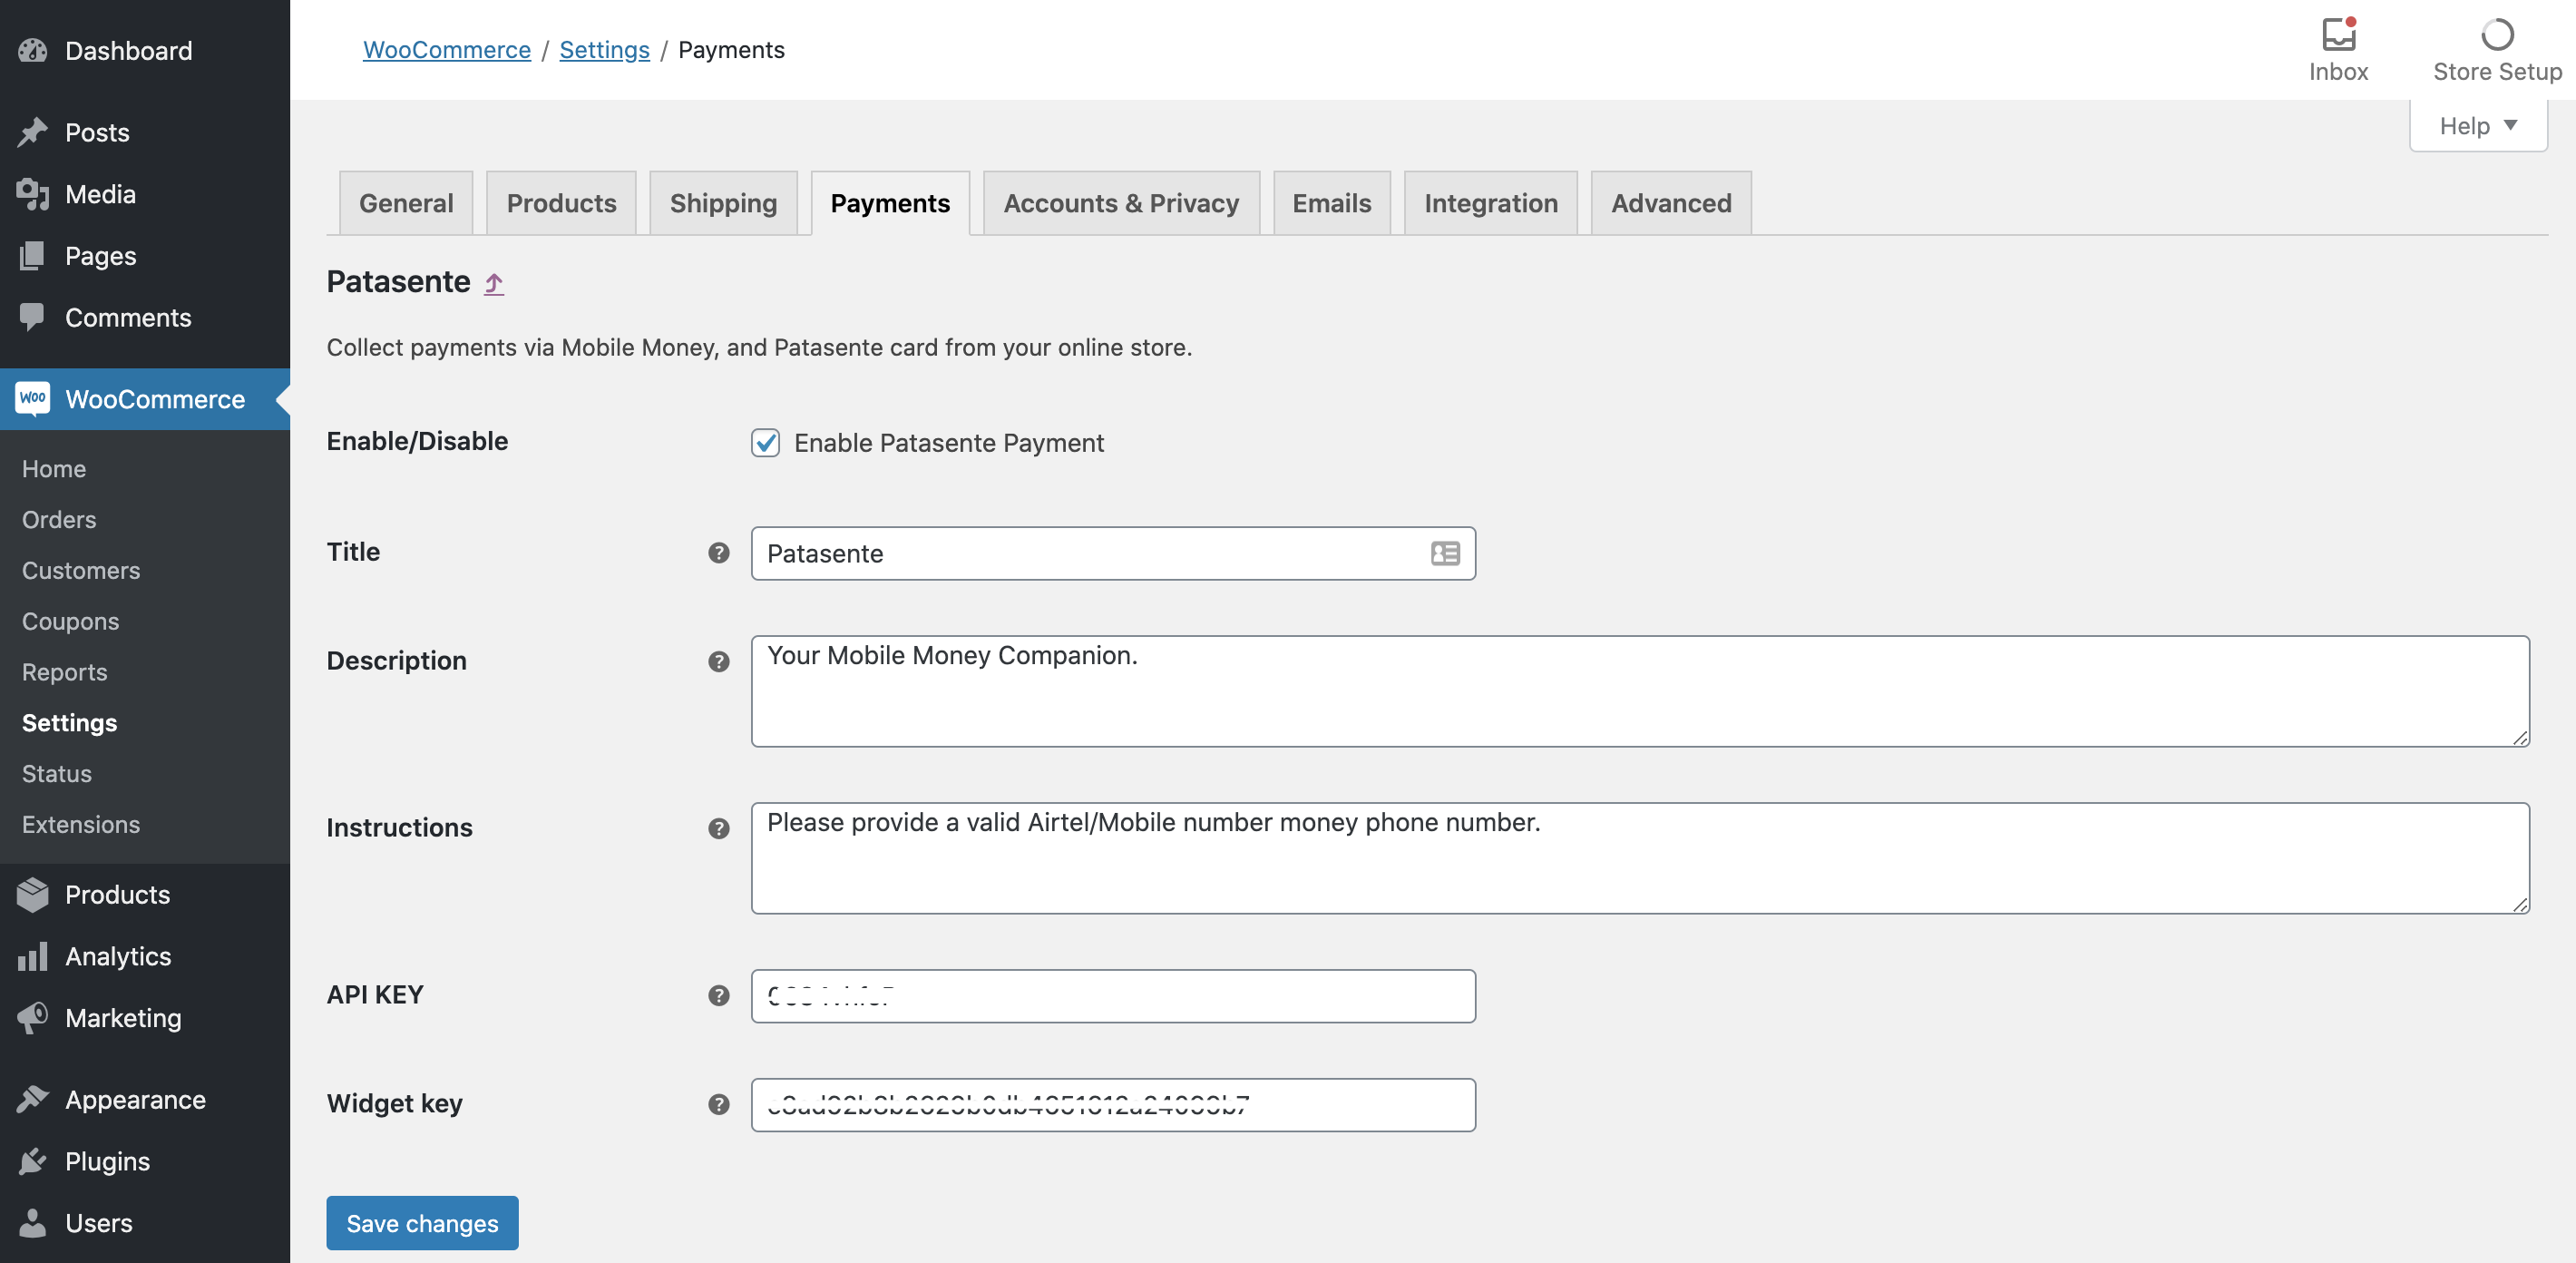 Dashboard
Posts
Media
Pages
Comments
Woo WooCommerce
Home
Orders
Customers
Coupons
Reports
Settings
Status
Extensions
Products
Analytics
Marketing
Appearance
Plugins
Users
WooCommerce / Settings / Payments
Inbox
Store Setup
Help
General Products Shipping Payments Accounts & Privacy Emails Integration Advanced
Patasente
Collect payments via Mobile Money, and Patasente card from your online store.
Enable/Disable Enable Patasente Payment
Title Patasente
Description Your Mobile Money Companion.
Instructions Please provide a valid Airtel/Mobile number money phone number.
API KEY
Widget key
Save changes